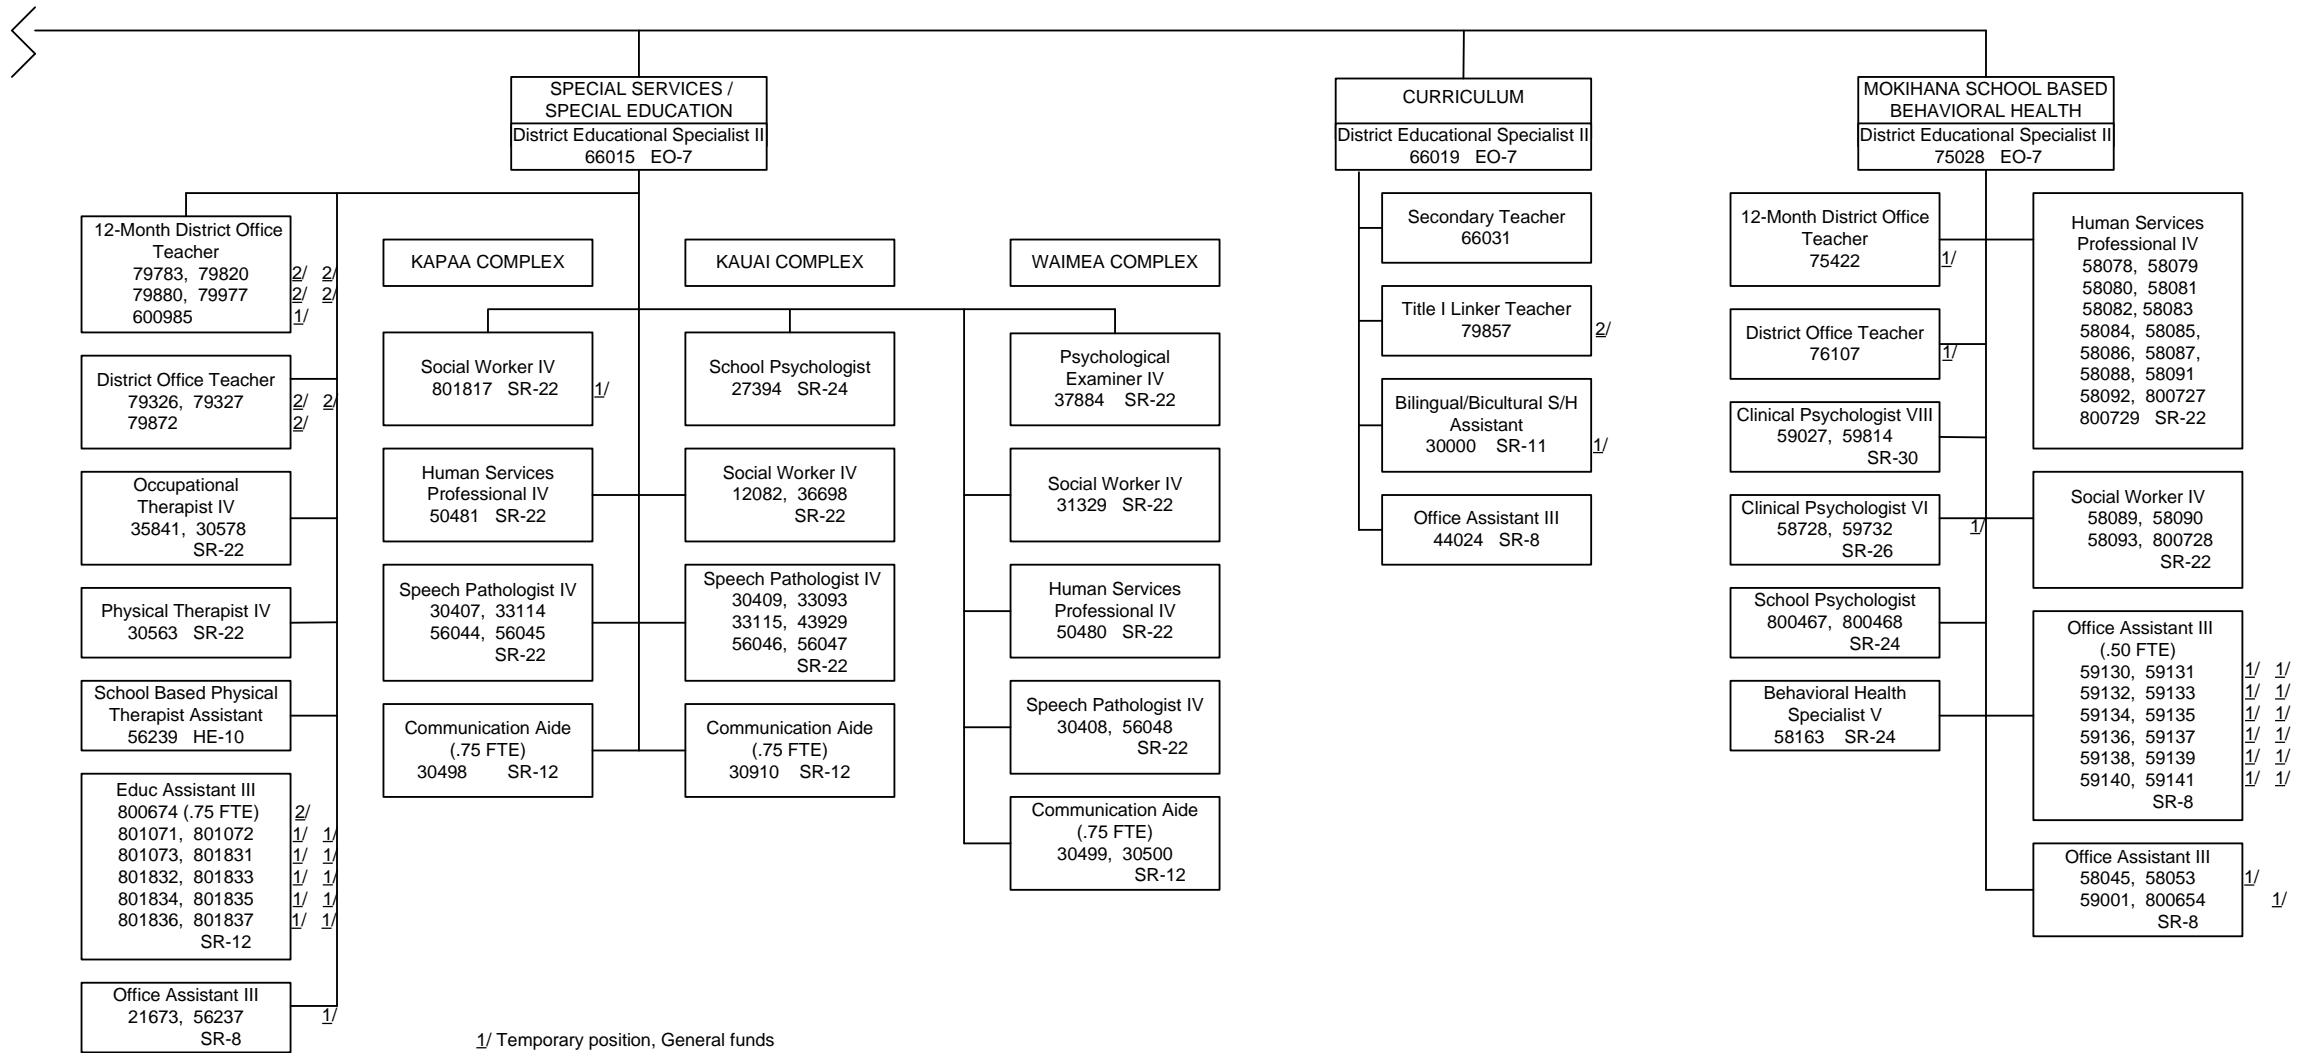 SPECIAL SERVICES /
SPECIAL EDUCATION
District Educational Specialist II
66015 EO-7
12-Month District Office
Teacher
79783, 79820 2/ 2/
79880, 79977 2/ 2/
600985 1/
District Office Teacher
79326, 79327 2/ 2/
79872 2/
Occupational
Therapist IV
35841, 30578
SR-22
Physical Therapist IV
30563 SR-22
School Based Physical
Therapist Assistant
56239 HE-10
Educ Assistant III
800674 (.75 FTE) 2/
801071, 801072 1/ 1/
801073, 801831 1/ 1/
801832, 801833 1/ 1/
801834, 801835 1/ 1/
801836, 801837 1/ 1/
SR-12
Office Assistant III
21673, 56237 1/
SR-8
KAPAA COMPLEX
Social Worker IV
801817 SR-22 1/
Human Services
Professional IV
50481 SR-22
Speech Pathologist IV
30407, 33114
56044, 56045
SR-22
Communication Aide
(.75 FTE)
30498 SR-12
KAUAI COMPLEX
School Psychologist
27394 SR-24
Social Worker IV
12082, 36698
SR-22
Speech Pathologist IV
30409, 33093
33115, 43929
56046, 56047
SR-22
Communication Aide
(.75 FTE)
30910 SR-12
WAIMEA COMPLEX
Psychological
Examiner IV
37884 SR-22
Social Worker IV
31329 SR-22
Human Services
Professional IV
50480 SR-22
Speech Pathologist IV
30408, 56048
SR-22
Communication Aide
(.75 FTE)
30499, 30500
SR-12
CURRICULUM
District Educational Specialist II
66019 EO-7
Secondary Teacher
66031
Title I Linker Teacher
79857 2/
Bilingual/Bicultural S/H
Assistant
30000 SR-11 1/
Office Assistant III
44024 SR-8
MOKIHANA SCHOOL BASED
BEHAVIORAL HEALTH
District Educational Specialist II
75028 EO-7
12-Month District Office
Teacher
75422 1/
District Office Teacher
76107 1/
Clinical Psychologist VIII
59027, 59814
SR-30
Clinical Psychologist VI
58728, 59732 1/
SR-26
School Psychologist
800467, 800468
SR-24
Behavioral Health
Specialist V
58163 SR-24
Human Services
Professional IV
58078, 58079
58080, 58081
58082, 58083
58084, 58085,
58086, 58087,
58088, 58091
58092, 800727
800729 SR-22
Social Worker IV
58089, 58090
58093, 800728
SR-22
Office Assistant III
(.50 FTE)
59130, 59131 1/ 1/
59132, 59133 1/ 1/
59134, 59135 1/ 1/
59136, 59137 1/ 1/
59138, 59139 1/ 1/
59140, 59141 1/ 1/
SR-8
Office Assistant III
58045, 58053 1/
59001, 800654 1/
SR-8
1/ Temporary position, General funds